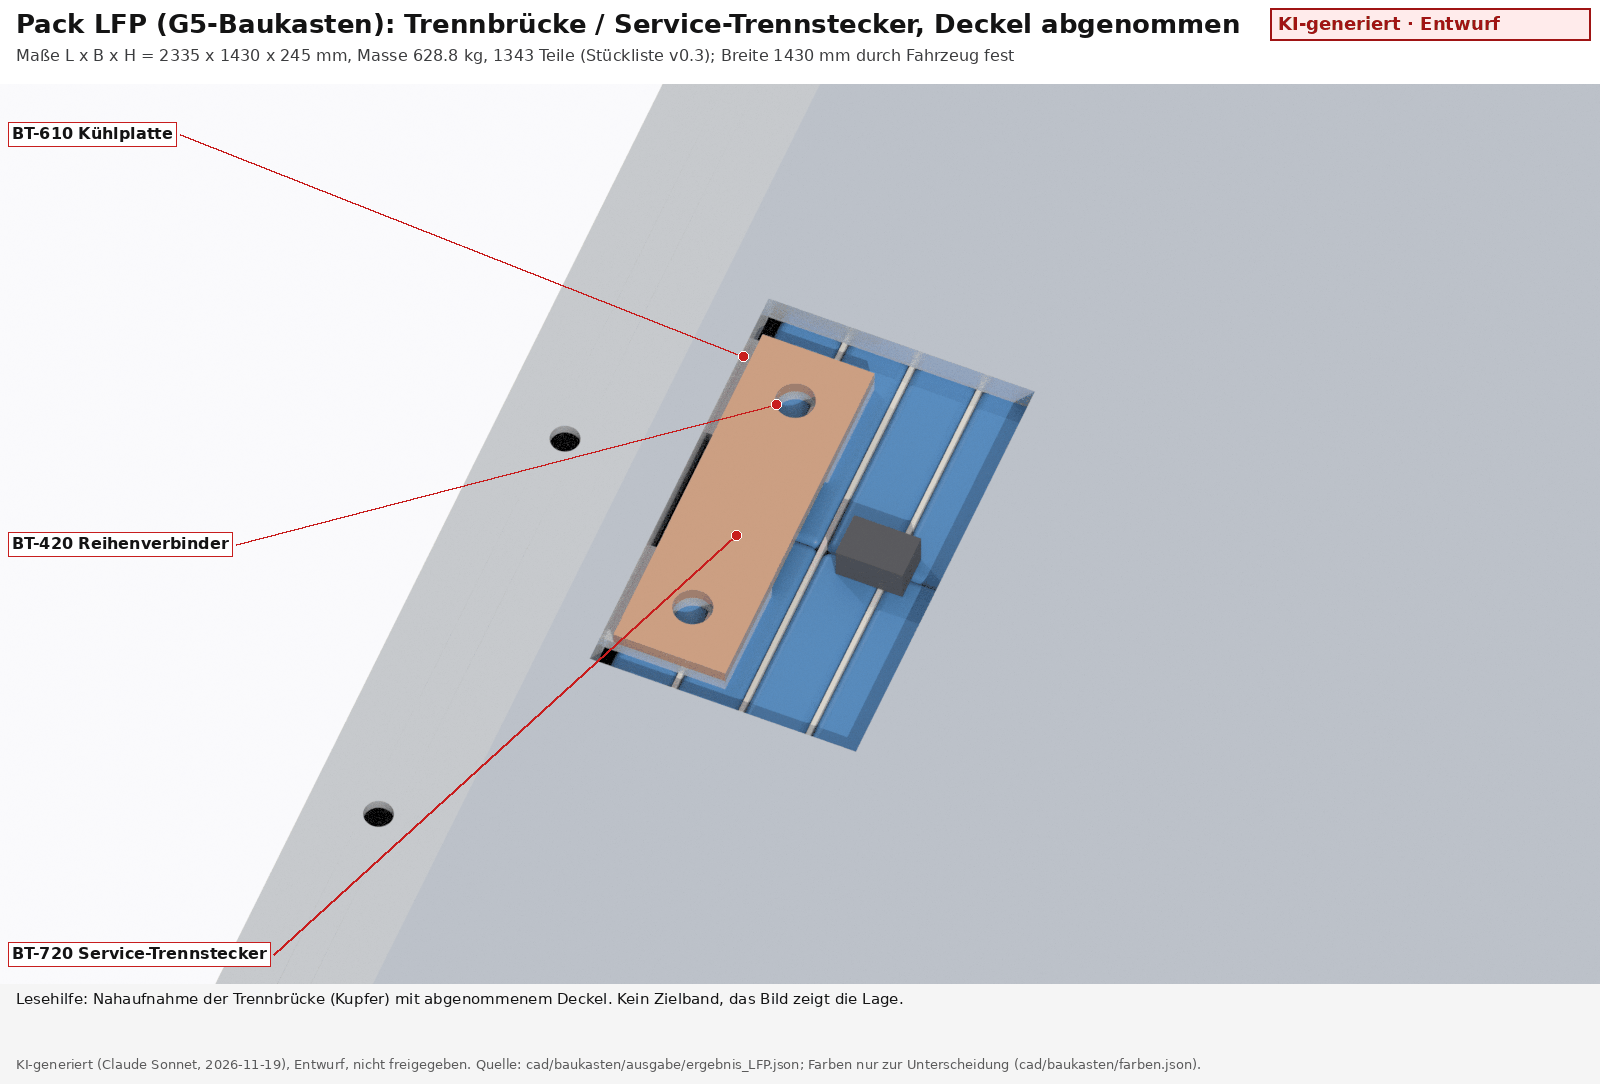 Pack LFP (G5-Baukasten): Trennbrücke / Service-Trennstecker, Deckel abgenommen
KI-generiert · Entwurf
Maße L x B x H = 2335 x 1430 x 245 mm, Masse 628.8 kg, 1343 Teile (Stückliste v0.3); Breite 1430 mm durch Fahrzeug fest
BT-610 Kühlplatte
BT-420 Reihenverbinder
BT-720 Service-Trennstecker
Lesehilfe: Nahaufnahme der Trennbrücke (Kupfer) mit abgenommenem Deckel. Kein Zielband, das Bild zeigt die Lage.
KI-generiert (Claude Sonnet, 2026-11-19), Entwurf, nicht freigegeben. Quelle: cad/baukasten/ausgabe/ergebnis_LFP.json; Farben nur zur Unterscheidung (cad/baukasten/farben.json).